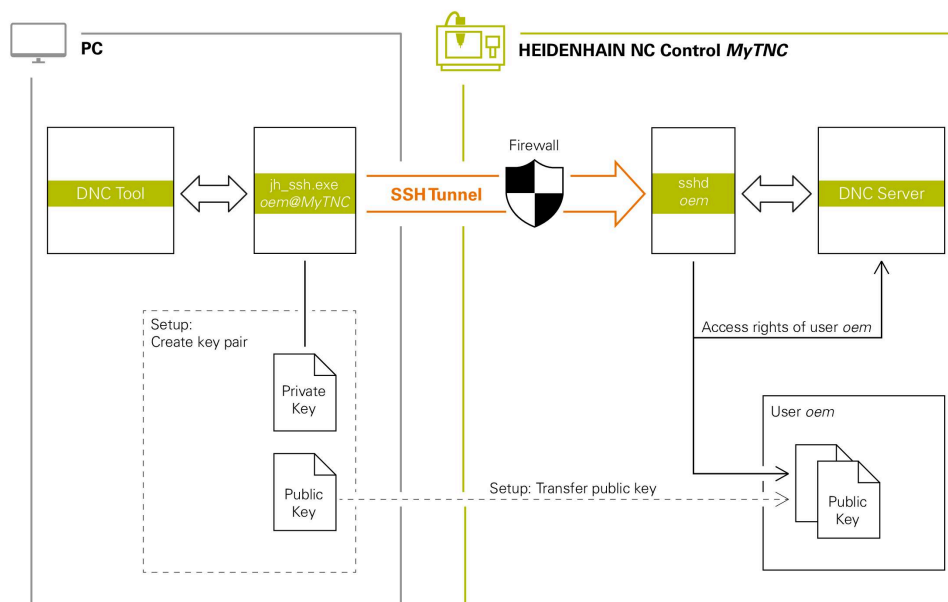 PC
HEIDENHAIN NC Control MyTNC
DNC Tool
jh_ssh.exe
oem@MyTNC
SSH Tunnel
Firewall
sshd
oem
DNC Server
Setup:
Create key pair
Private
Key
Public
Key
Setup: Transfer public key
Access rights of user oem
User oem
Public
Key